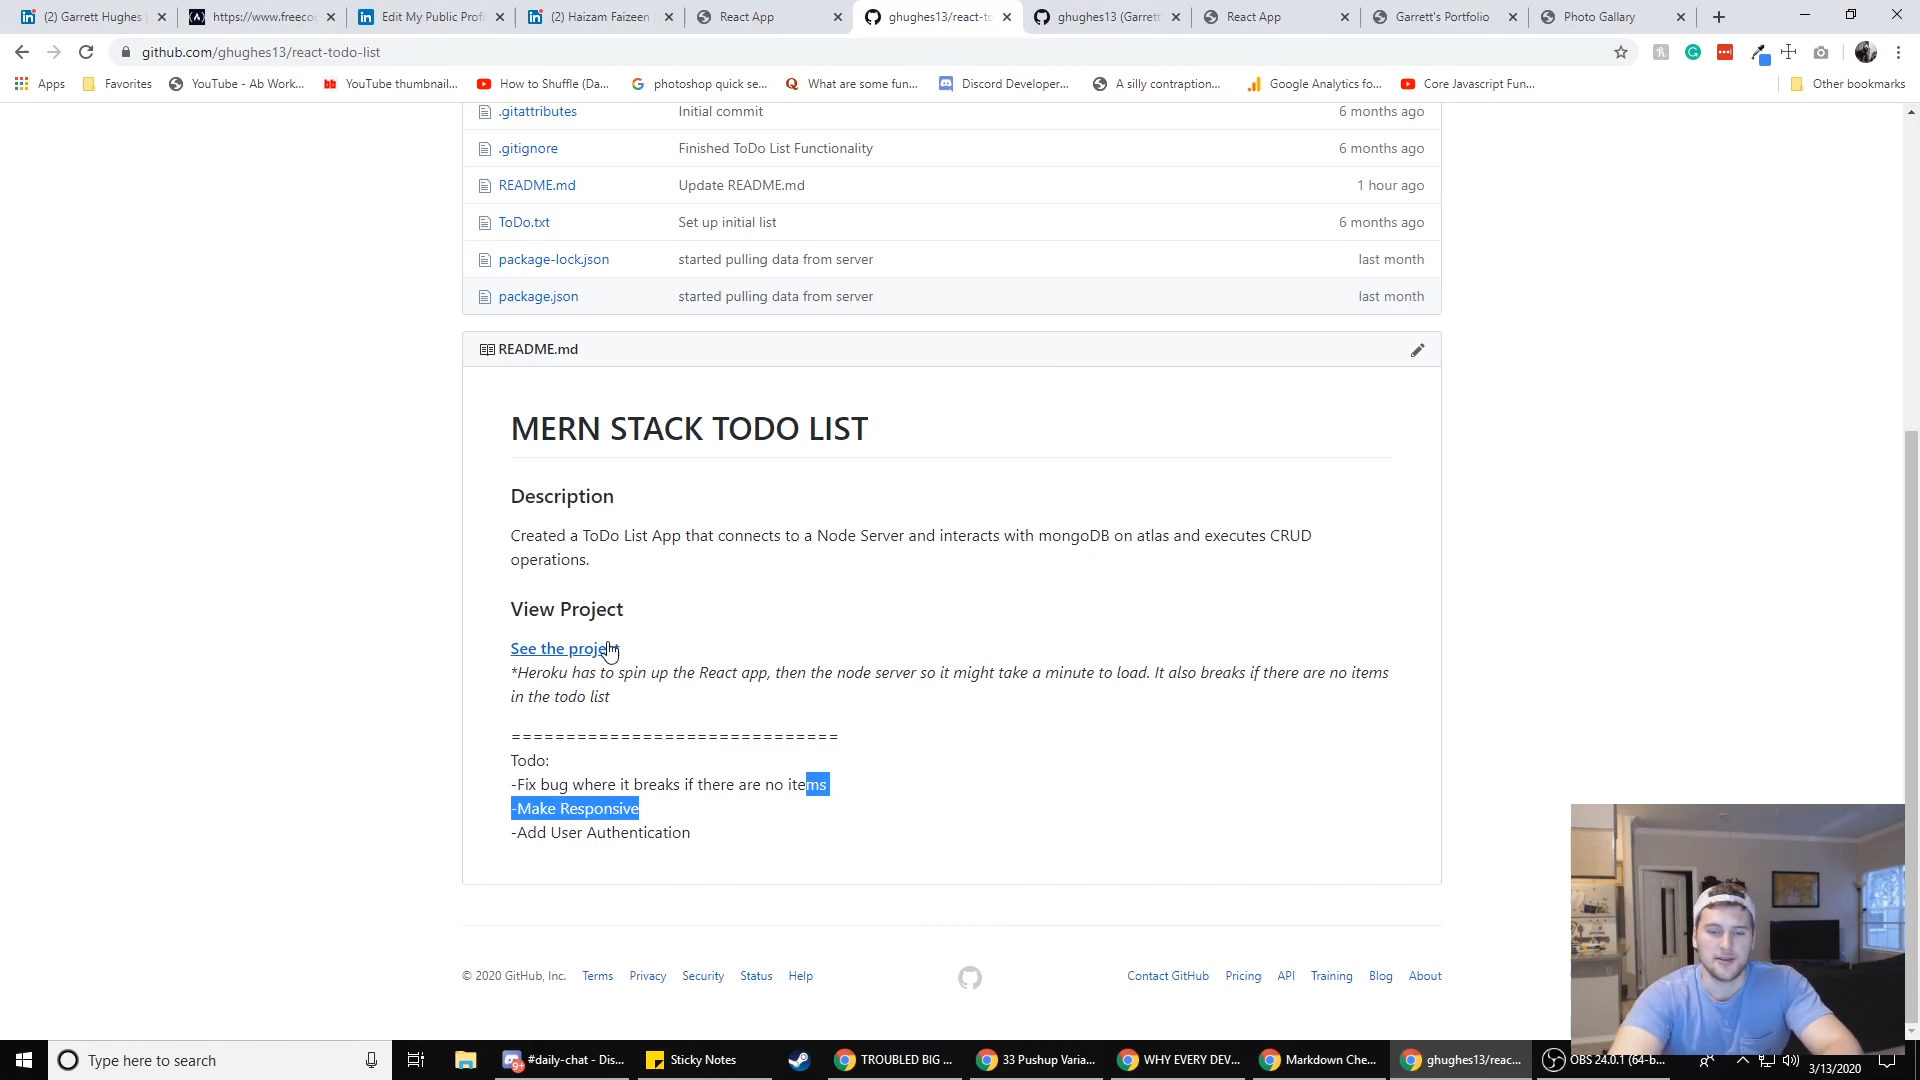 (2) Garrett Hughes |
https://www.freeco
Edit My Public Profi
(2) Haizam Faizeen
React App
ghughes13/react-to
ghughes13 (Garrett
React App
Garrett's Portfolio
Photo Gallary
github.com/ghughes13/react-todo-list
Apps
Favorites
YouTube - Ab Work...
YouTube thumbnail...
How to Shuffle (Da...
photoshop quick se...
What are some fun...
Discord Developer...
A silly contraption...
Google Analytics fo...
Core Javascript Fun...
Other bookmarks
.gitattributes Initial commit 6 months ago
.gitignore Finished ToDo List Functionality 6 months ago
README.md Update README.md 1 hour ago
ToDo.txt Set up initial list 6 months ago
package-lock.json started pulling data from server last month
package.json started pulling data from server last month
README.md
MERN STACK TODO LIST
Description
Created a ToDo List App that connects to a Node Server and interacts with mongoDB on atlas and executes CRUD
operations.
View Project
See the project
*Heroku has to spin up the React app, then the node server so it might take a minute to load. It also breaks if there are no items
in the todo list
==============================
Todo:
-Fix bug where it breaks if there are no items
-Make Responsive
-Add User Authentication
© 2020 GitHub, Inc. Terms Privacy Security Status Help
Contact GitHub Pricing API Training Blog About
Type here to search
#daily-chat - Dis...
Sticky Notes
TROUBLED BIG ...
33 Pushup Varia...
WHY EVERY DEV...
Markdown Che...
ghughes13/reac...
OBS 24.0.1 (64-b...
3/13/2020